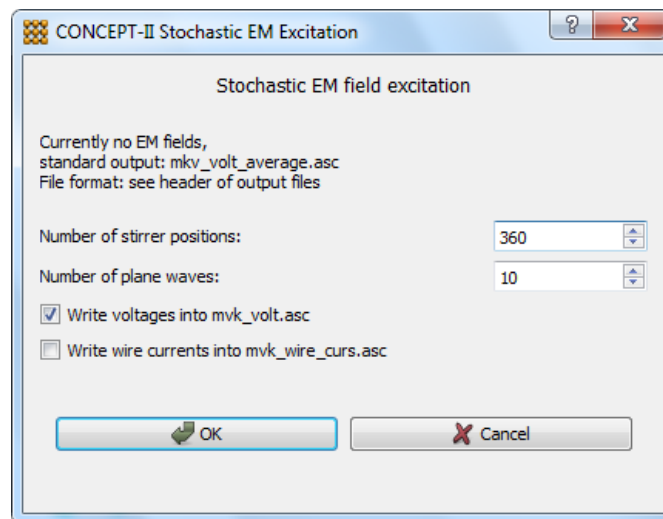 CONCEPT-II Stochastic EM Excitation
Stochastic EM field excitation
Currently no EM fields,
standard output: mkv_volt_average.asc
File format: see header of output files
Number of stirrer positions: 360
Number of plane waves: 10
Write voltages into mvk_volt.asc
Write wire currents into mvk_wire_curs.asc
OK Cancel